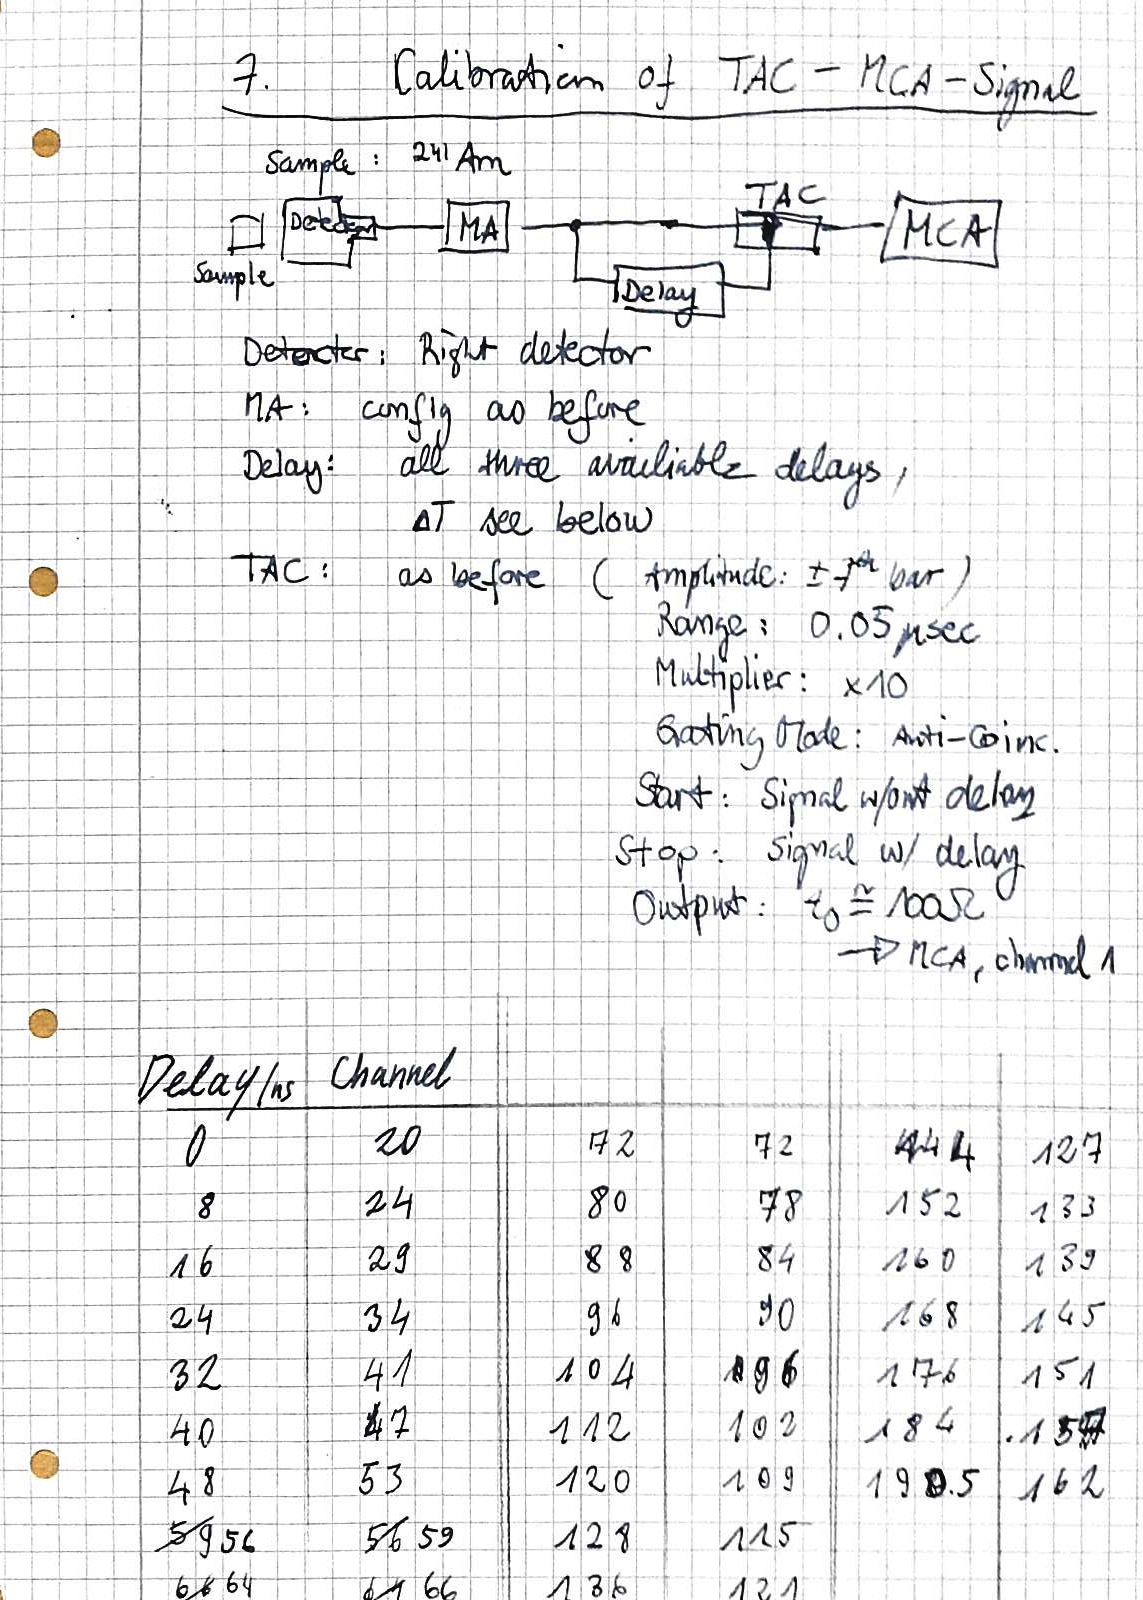 7. Calibration of TAC-MCA-Signal
Sample: 241 Am
TAC
Detector MA MCA
Sample Delay
Detector: Right detector
MA: config as before
Delay: all three availiable delays,
ΔT see below
TAC: as before ( Amplitude: ± 7th bar )
Range: 0.05 µsec
Multiplier: x10
Gating Mode: Anti-Coinc.
Start: Signal w/out delay
Stop: Signal w/ delay
Output: z0 ≅ 100Ω
→ MCA, channel 1
Delay/ns Channel
0 20 72 72 144 127
8 24 80 78 152 133
16 29 88 84 160 139
24 34 96 90 168 145
32 41 104 96 176 151
40 47 112 102 184 157
48 53 120 109 190.5 162
59 56 56 59 128 115
66 64 61 66 136 121